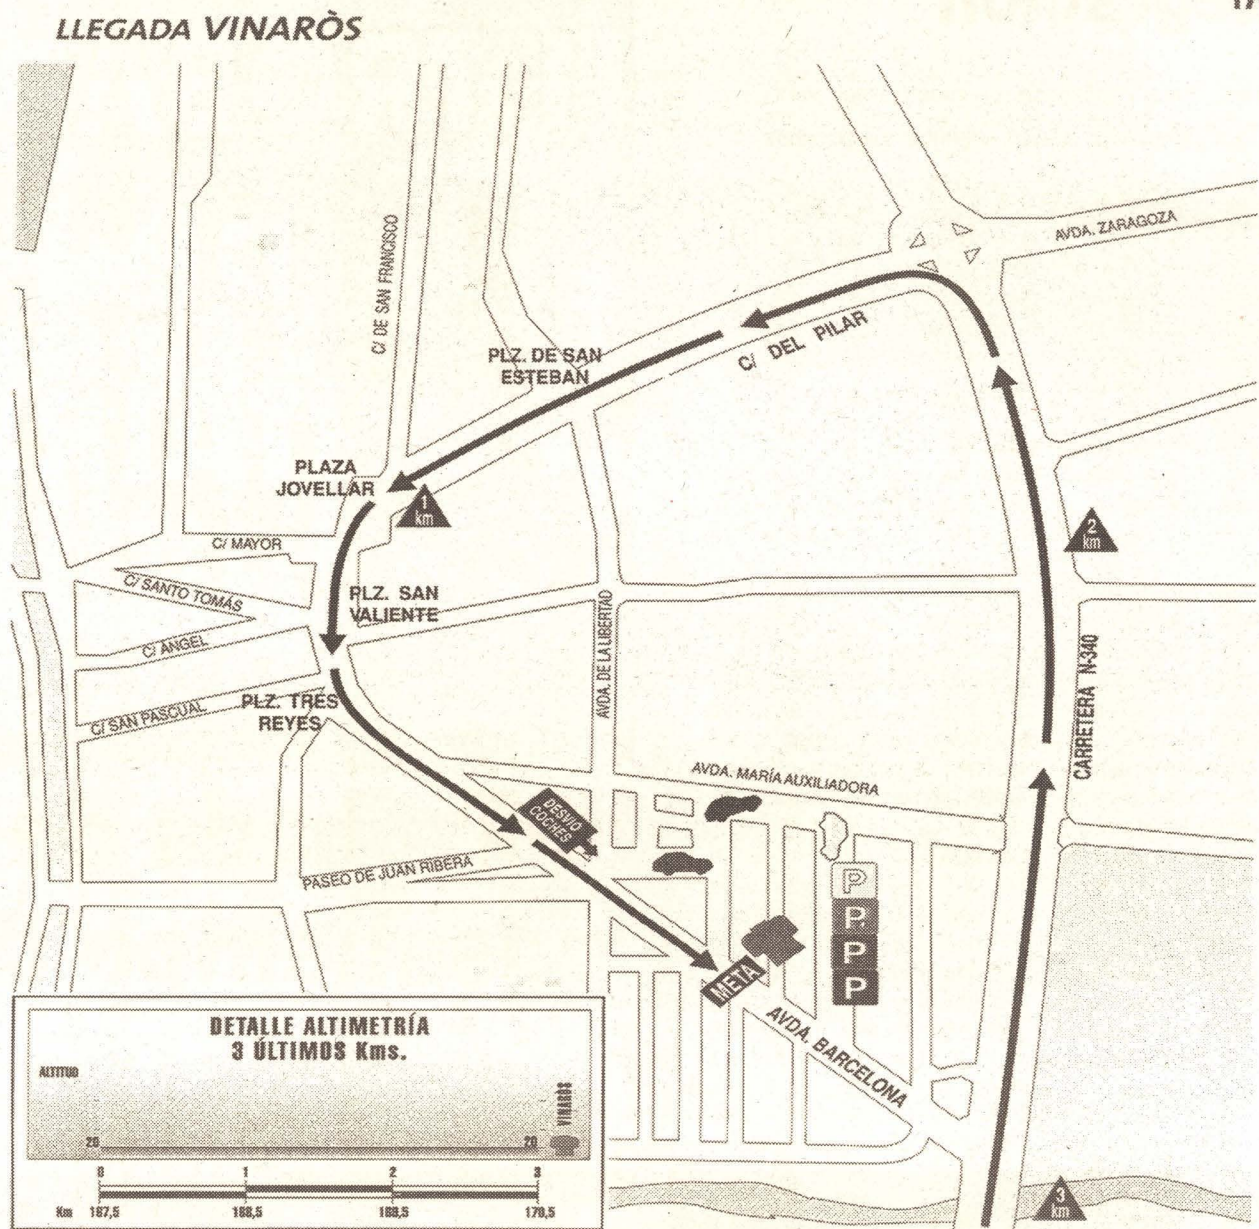 LLEGADA VINARÒS
17
AVDA. ZARAGOZA
C/ DE SAN FRANCISCO
C/ DEL PILAR
PLZ. DE SAN
ESTEBAN
PLAZA
JOVELLAR
1
km
2
km
C/ MAYOR
C/ SANTO TOMÁS
PLZ. SAN
VALIENTE
C/ ANGEL
AVDA. DE LA LIBERTAD
CARRETERA N-340
C/ SAN PASCUAL
PLZ. TRES
REYES
AVDA. MARÍA AUXILIADORA
DESVIO
COCHES
PASEO DE JUAN RIBERA
P
P
P
P
META
AVDA. BARCELONA
3
km
DETALLE ALTIMETRÍA
3 ÚLTIMOS Kms.
ALTITUD
VINARÒS
20 20
0 1 2 3
Km 167,5 168,5 169,5 170,5